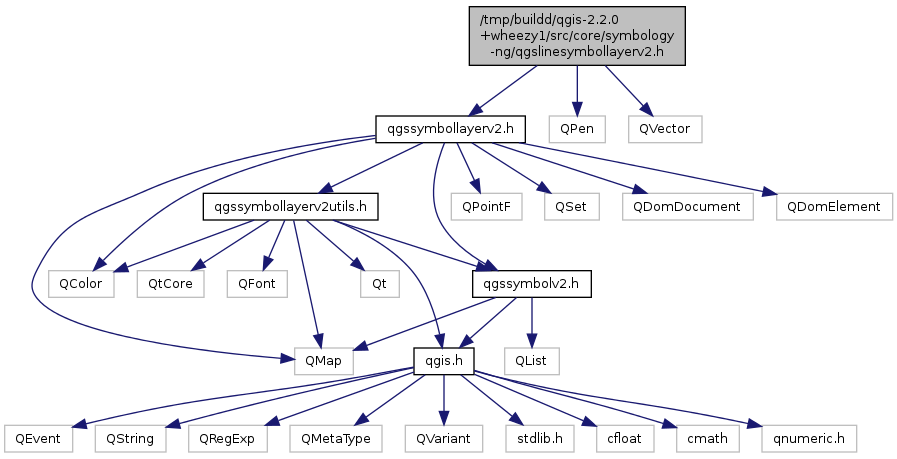 /tmp/buildd/qgis-2.2.0
+wheezy1/src/core/symbology
-ng/qgslinesymbollayerv2.h
qgssymbollayerv2.h
QPen
QVector
qgssymbollayerv2utils.h
QPointF
QSet
QDomDocument
QDomElement
QColor
QtCore
QFont
Qt
qgssymbolv2.h
QMap
qgis.h
QList
QEvent
QString
QRegExp
QMetaType
QVariant
stdlib.h
cfloat
cmath
qnumeric.h